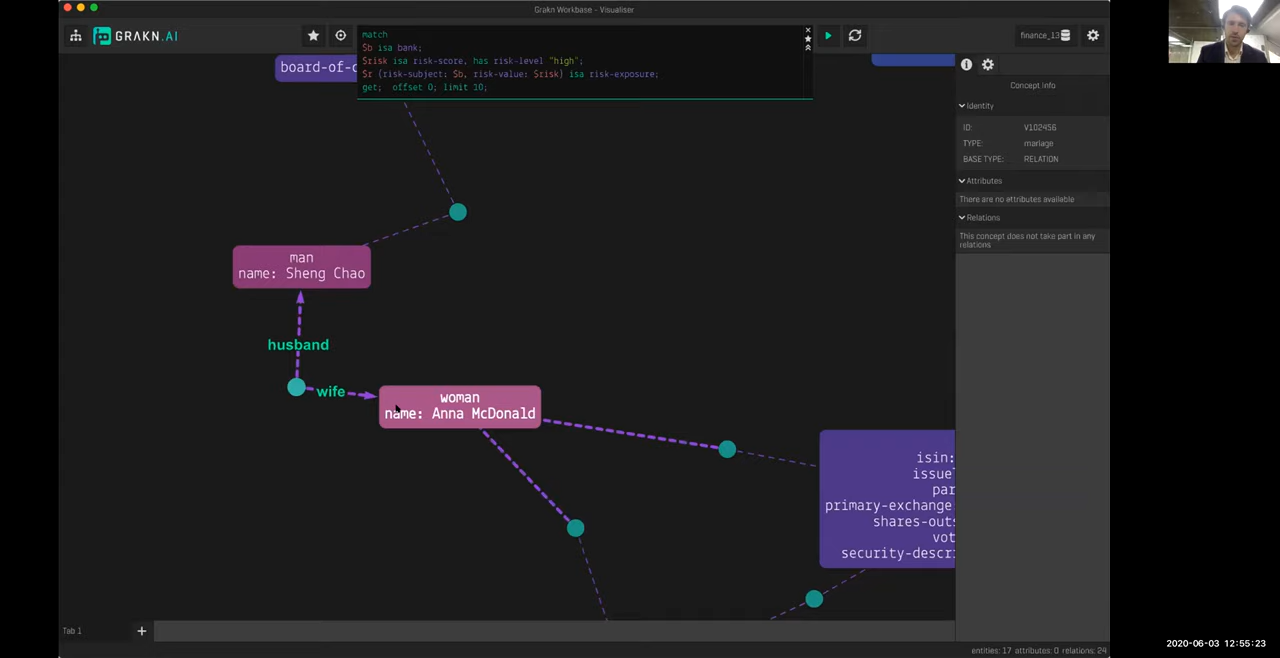 Grakn Workbase - Visualiser
GRAKN.AI
match
$b isa bank;
$risk isa risk-score, has risk-level "high";
$r (risk-subject: $b, risk-value: $risk) isa risk-exposure;
get; offset 0; limit 10;
finance_13
board-of-
man
name: Sheng Chao
husband
wife
woman
name: Anna McDonald
isin:
issue
par
primary-exchange
shares-outs
vot
security-descri
Concept Info
Identity
ID: V102456
TYPE: mariage
BASE TYPE: RELATION
Attributes
There are no attributes available
Relations
This concept does not take part in any
relations
Tab 1
+
entities: 17 attributes: 0 relations: 24
2020-06-03 12:55:23